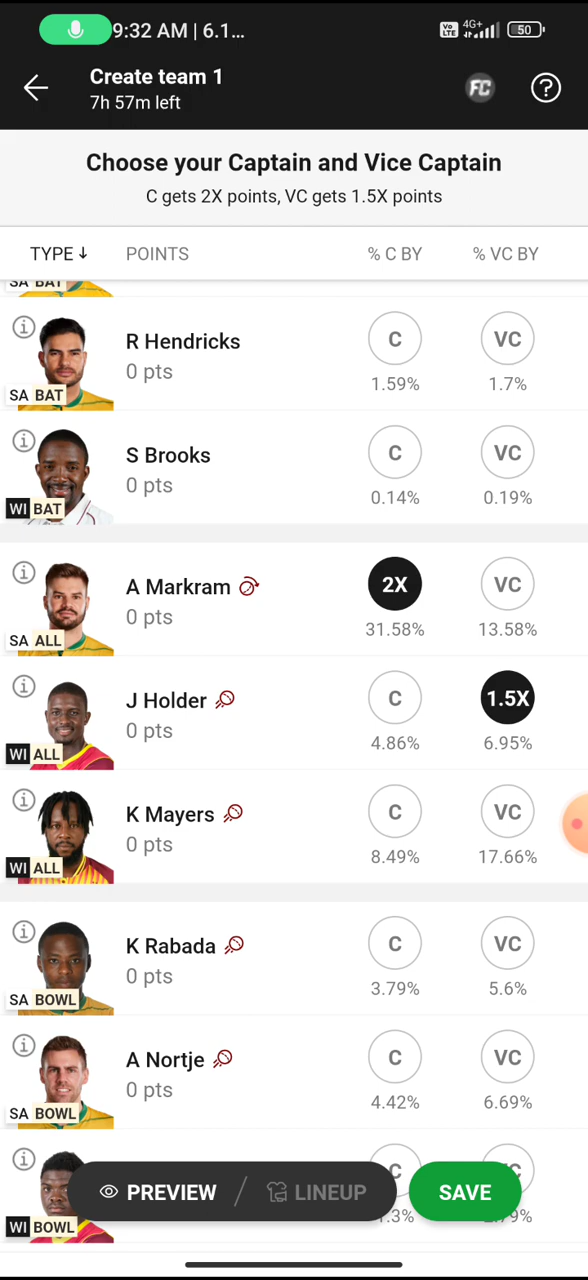 9:32 AM | 6.1...
Vo LTE 4G+ 50
Create team 1
7h 57m left
FC
?
Choose your Captain and Vice Captain
C gets 2X points, VC gets 1.5X points
TYPE ↓ POINTS % C BY % VC BY
SA BAT
R Hendricks C VC
0 pts 1.59% 1.7%
SA BAT
S Brooks C VC
0 pts 0.14% 0.19%
WI BAT
A Markram 2X VC
0 pts 31.58% 13.58%
SA ALL
J Holder C 1.5X
0 pts 4.86% 6.95%
WI ALL
K Mayers C VC
0 pts 8.49% 17.66%
WI ALL
K Rabada C VC
0 pts 3.79% 5.6%
SA BOWL
A Nortje C VC
0 pts 4.42% 6.69%
SA BOWL
PREVIEW / LINEUP SAVE
WI BOWL